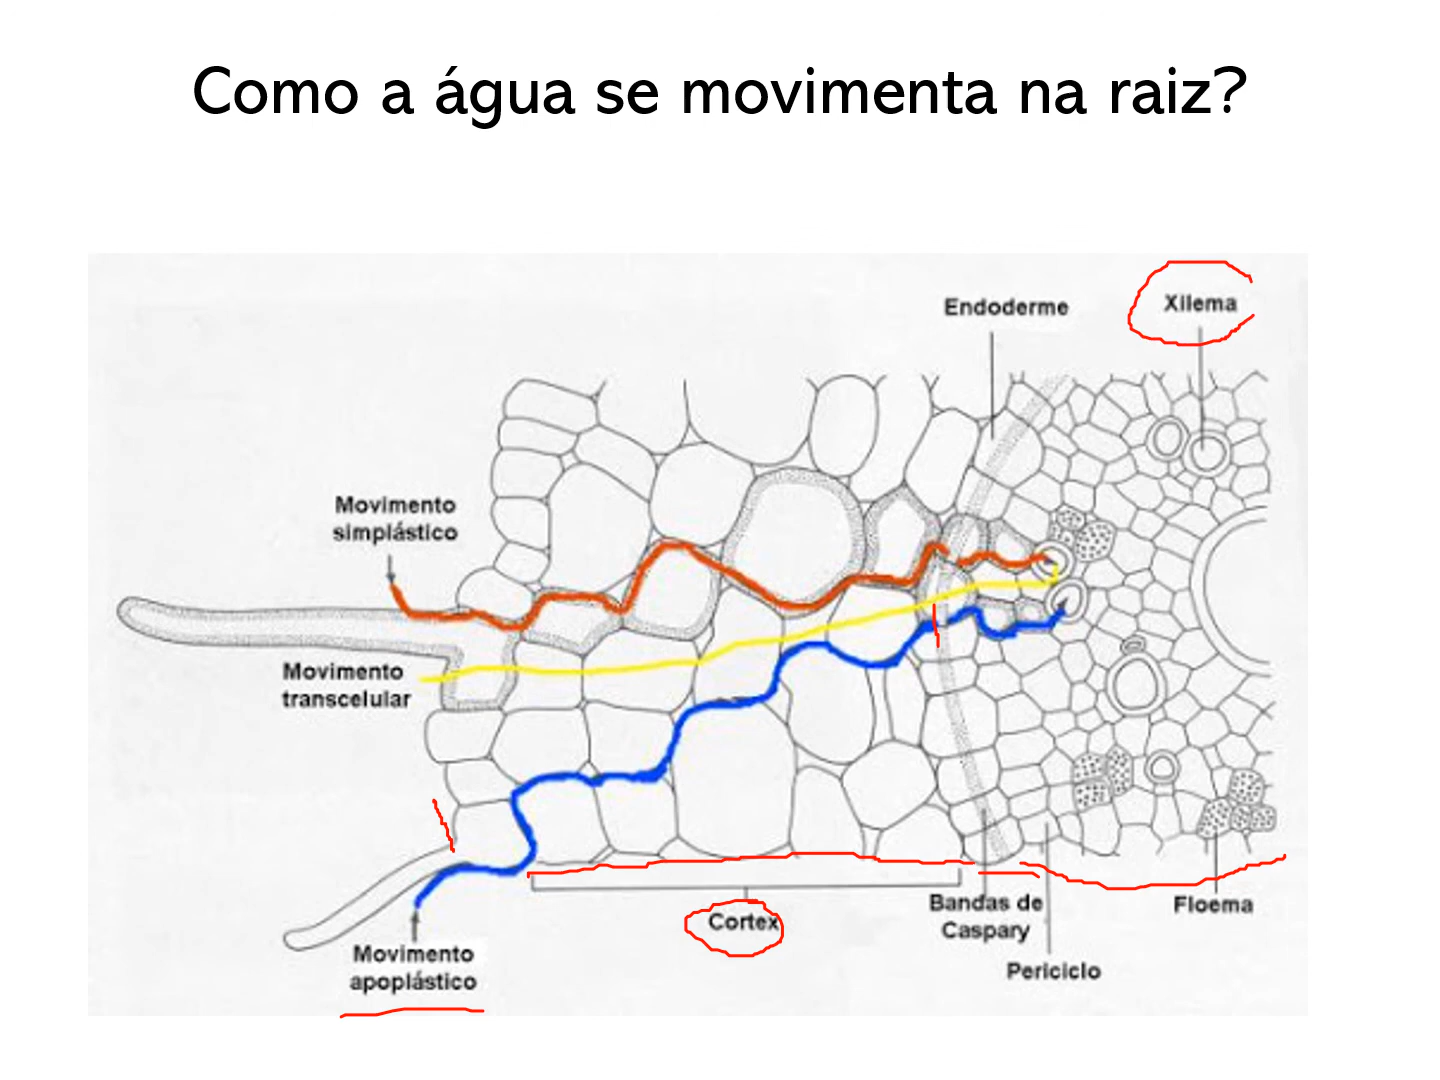 Como a água se movimenta na raiz?
Endoderme
Xilema
Movimento
simplástico
Movimento
transcelular
Movimento
apoplástico
Cortex
Bandas de
Caspary
Periciclo
Floema